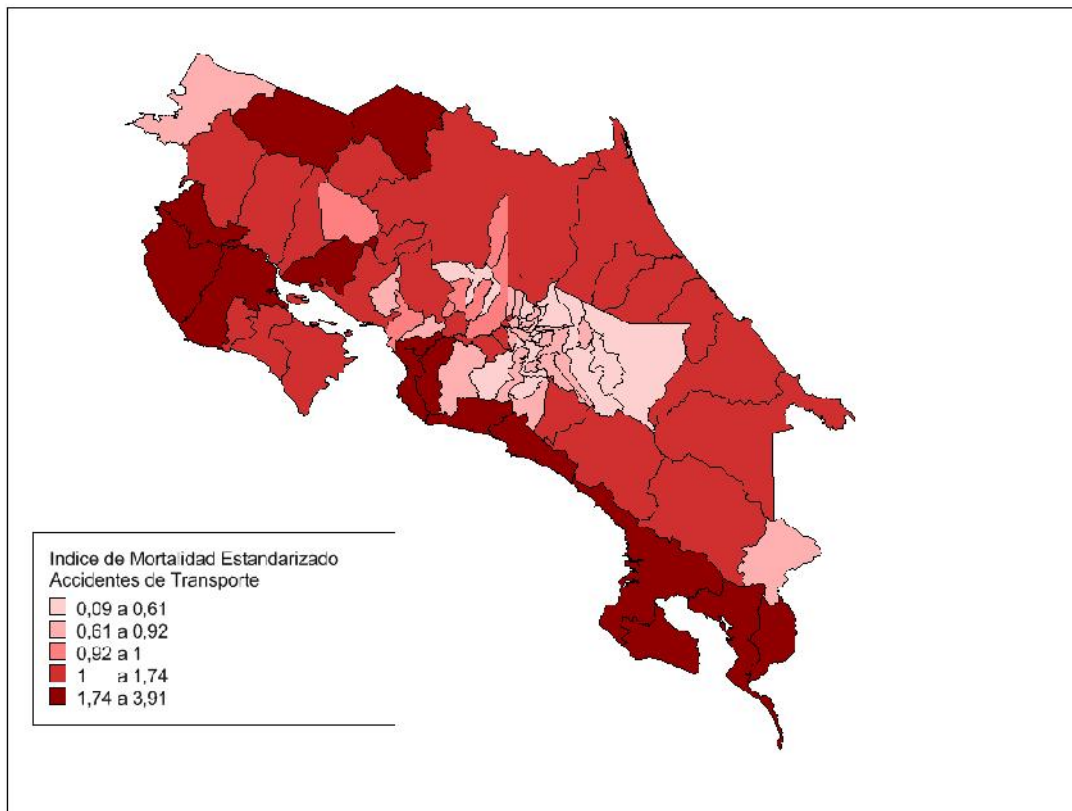 Indice de Mortalidad Estandarizado
Accidentes de Transporte
0,09 a 0,61
0,61 a 0,92
0,92 a 1
1 a 1,74
1,74 a 3,91